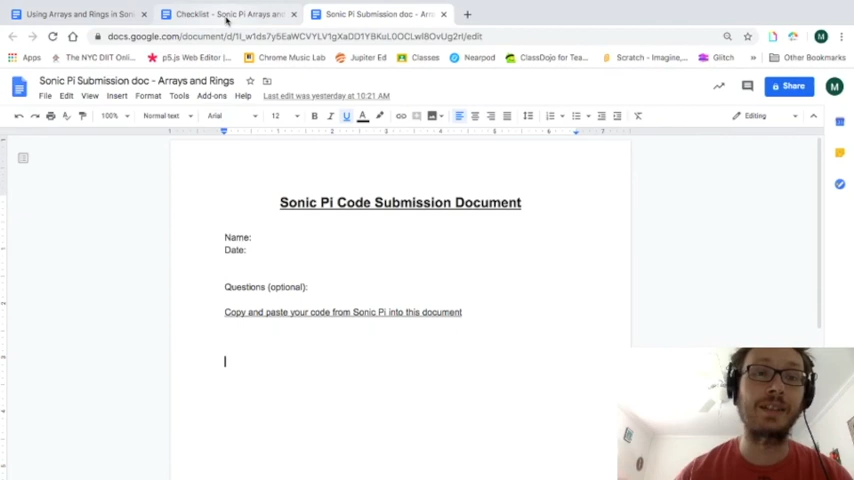 Using Arrays and Rings in Soni
Checklist - Sonic Pi Arrays and
Sonic Pi Submission doc - Arra
docs.google.com/document/d/1I_w1ds7y5EaWCVYLV1gXaDD1YBKuL0OCLwI8OvUg2rI/edit
Apps
The NYC DIIT Onli...
p5.js Web Editor |...
Chrome Music Lab
Jupiter Ed
Classes
ClassDojo for Tea...
Nearpod
Scratch - Imagine,...
Glitch
Other Bookmarks
Sonic Pi Submission doc - Arrays and Rings
File Edit View Insert Format Tools Add-ons Help Last edit was yesterday at 10:21 AM
Share
M
100% Normal text Arial 12 B I U A Editing
Sonic Pi Code Submission Document
Name:
Date:
Questions (optional):
Copy and paste your code from Sonic Pi into this document